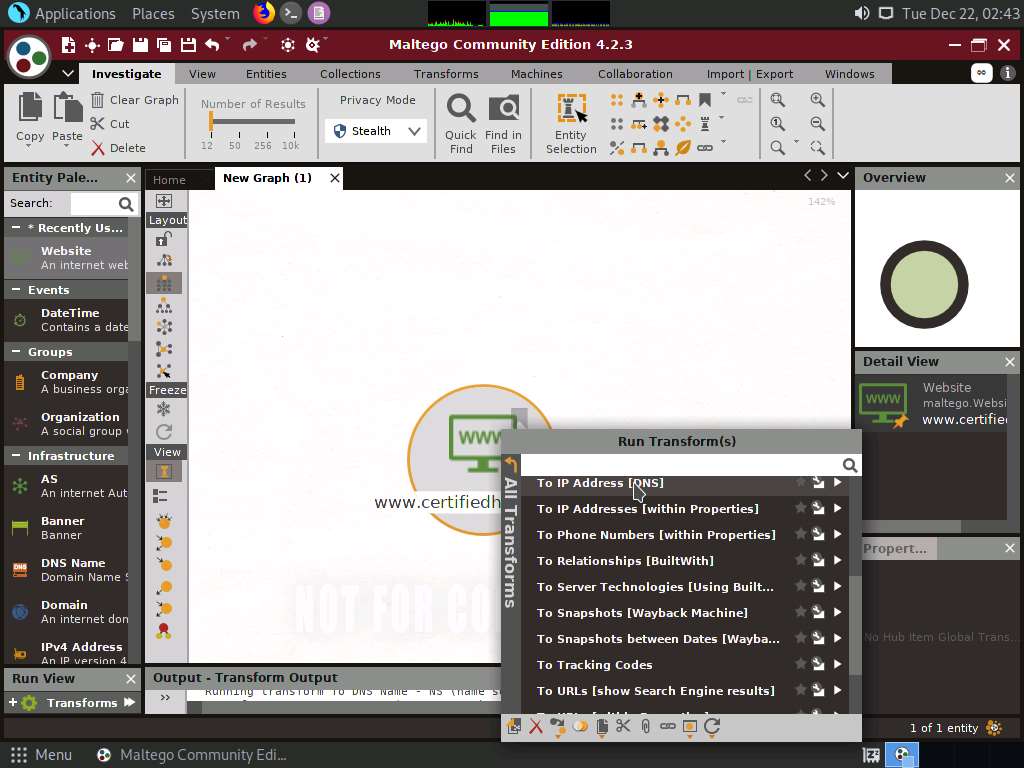 Applications Places System
Tue Dec 22, 02:43
Maltego Community Edition 4.2.3
Investigate View Entities Collections Transforms Machines Collaboration Import | Export Windows
Copy
Paste
Clear Graph
Cut
Delete
Number of Results
12 50 256 10k
Privacy Mode
Stealth
Quick Find
Find in Files
Entity Selection
Entity Pale...
Search:
* Recently Us...
Website
An internet web
Events
DateTime
Contains a date
Groups
Company
A business orga
Organization
A social group
Infrastructure
AS
An internet Aut
Banner
Banner
DNS Name
Domain Name S
Domain
An internet don
IPv4 Address
An IP version 4
Run View
Transforms
Home
New Graph (1)
Layout
Freeze
View
142%
WWW
www.certifiedh
NOT FOR CO
Output - Transform Output
Running transform To DNS Name - NS (name s
Run Transform(s)
All Transforms
To IP Address [DNS]
To IP Addresses [within Properties]
To Phone Numbers [within Properties]
To Relationships [BuiltWith]
To Server Technologies [Using Built...
To Snapshots [Wayback Machine]
To Snapshots between Dates [Wayba...
To Tracking Codes
To URLs [show Search Engine results]
Overview
Detail View
WWW
Website
maltego.Websi
www.certifie
Propert...
No Hub Item Global Trans...
1 of 1 entity
Menu
Maltego Community Edi...